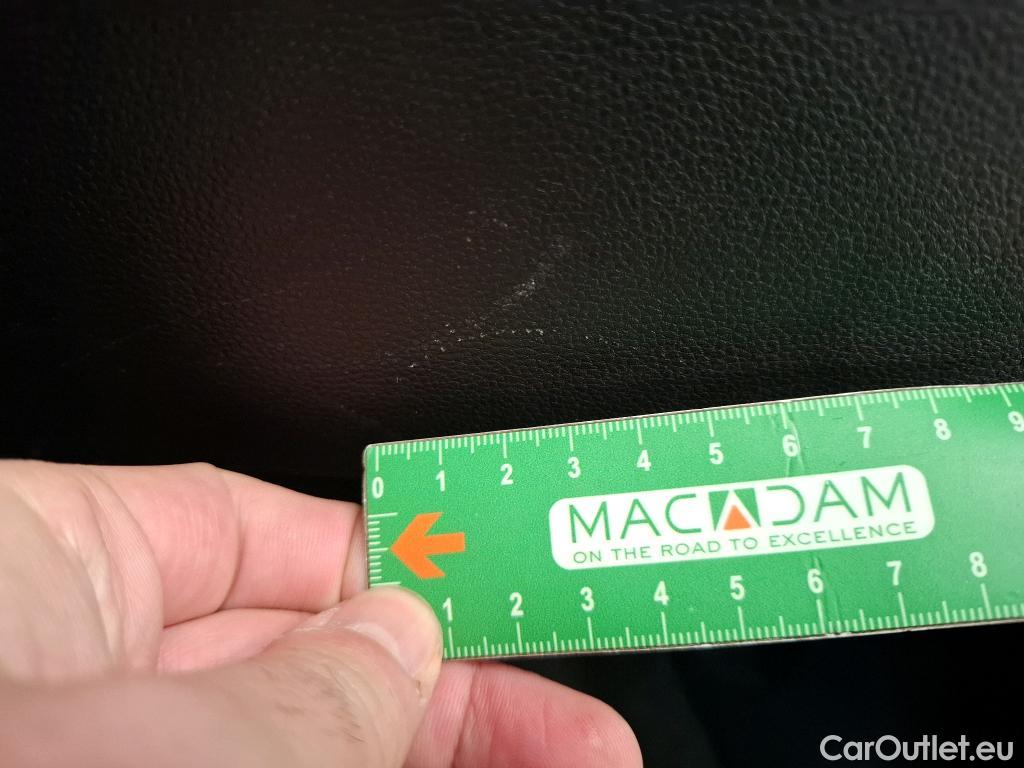 0 1 2 3 4 5 6 7 8 9
MACADAM
ON THE ROAD TO EXCELLENCE
1 2 3 4 5 6 7 8
CarOutlet.eu